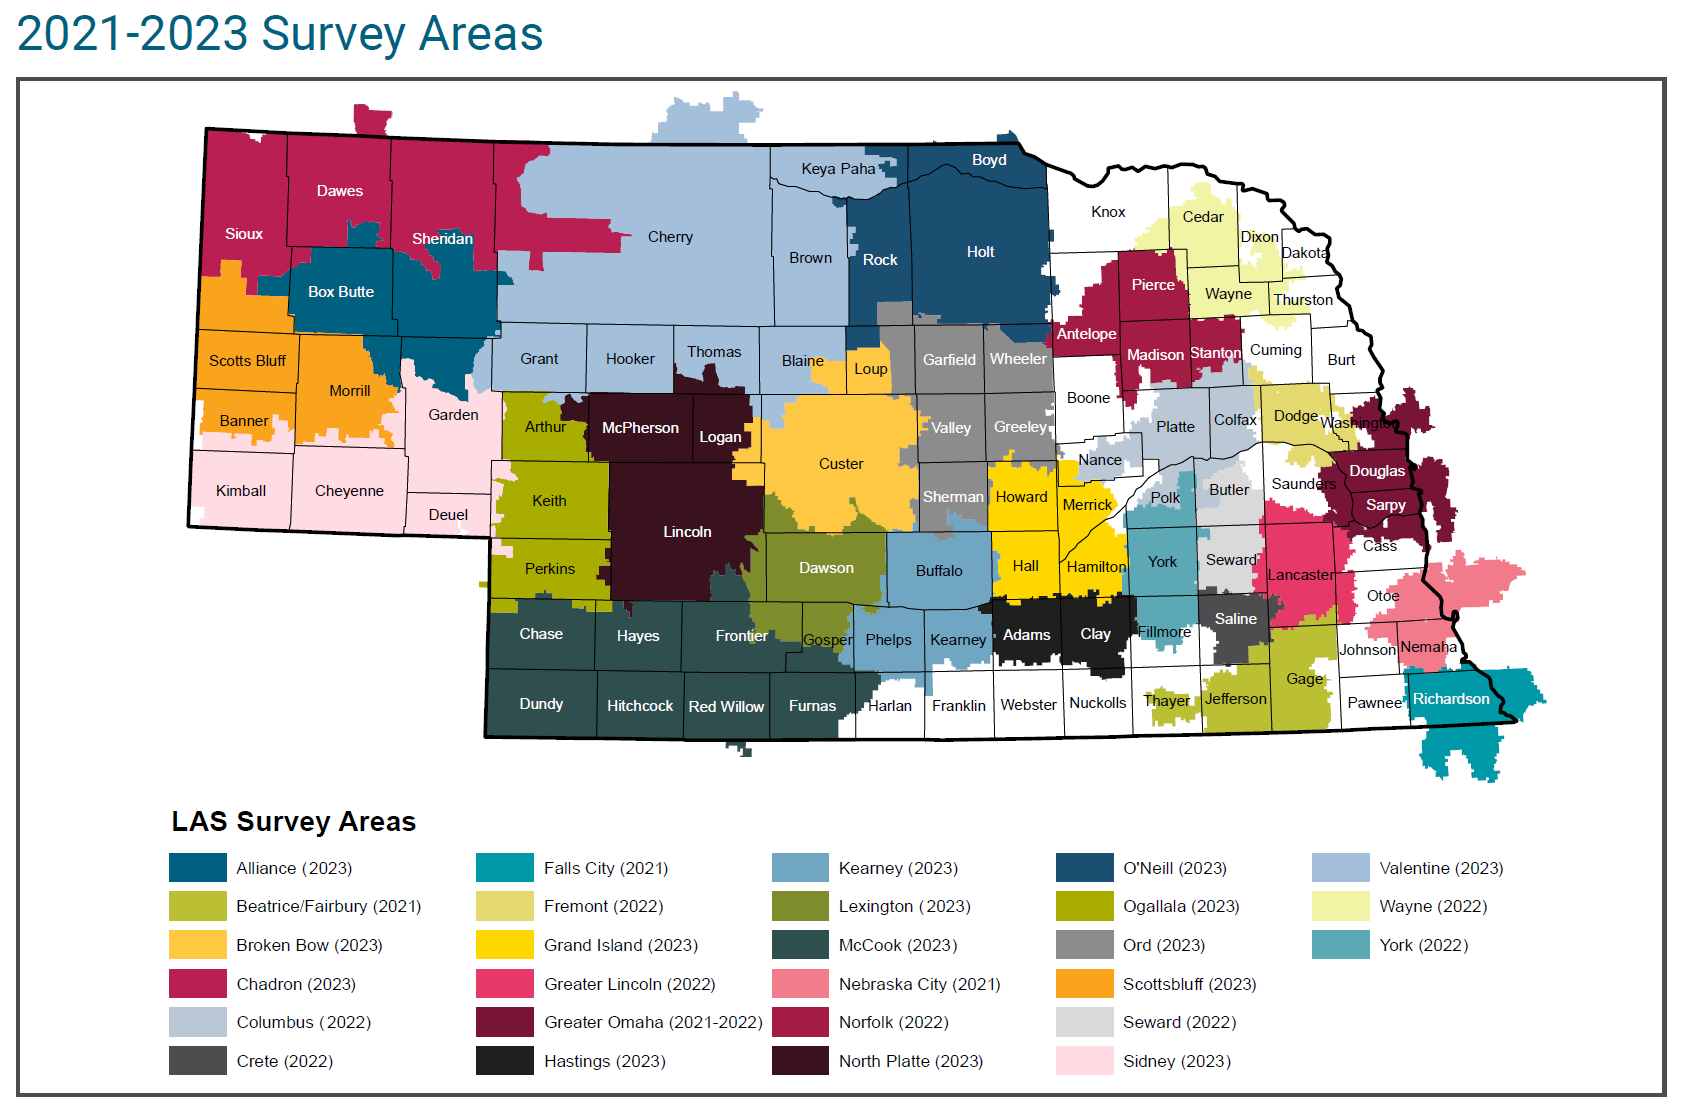 2021-2023 Survey Areas
Boyd
Keya Paha
Dawes
Knox
Cedar
Sioux
Sheridan
Cherry
Dixon
Dakota
Brown
Rock
Holt
Box Butte
Pierce
Wayne
Thurston
Antelope
Scotts Bluff
Grant
Hooker
Thomas
Blaine
Loup
Garfield
Wheeler
Madison
Stanton
Cuming
Burt
Morrill
Boone
Banner
Garden
Arthur
McPherson
Logan
Valley
Greeley
Platte
Colfax
Dodge
Washington
Custer
Nance
Douglas
Kimball
Cheyenne
Keith
Sherman
Howard
Merrick
Polk
Butler
Saunders
Sarpy
Deuel
Lincoln
Cass
Perkins
Dawson
Buffalo
Hall
Hamilton
York
Seward
Lancaster
Otoe
Chase
Hayes
Frontier
Gosper
Phelps
Kearney
Adams
Clay
Fillmore
Saline
Johnson
Nemaha
Gage
Dundy
Hitchcock
Red Willow
Furnas
Harlan
Franklin
Webster
Nuckolls
Thayer
Jefferson
Pawnee
Richardson
LAS Survey Areas
Alliance (2023)
Beatrice/Fairbury (2021)
Broken Bow (2023)
Chadron (2023)
Columbus (2022)
Crete (2022)
Falls City (2021)
Fremont (2022)
Grand Island (2023)
Greater Lincoln (2022)
Greater Omaha (2021-2022)
Hastings (2023)
Kearney (2023)
Lexington (2023)
McCook (2023)
Nebraska City (2021)
Norfolk (2022)
North Platte (2023)
O'Neill (2023)
Ogallala (2023)
Ord (2023)
Scottsbluff (2023)
Seward (2022)
Sidney (2023)
Valentine (2023)
Wayne (2022)
York (2022)